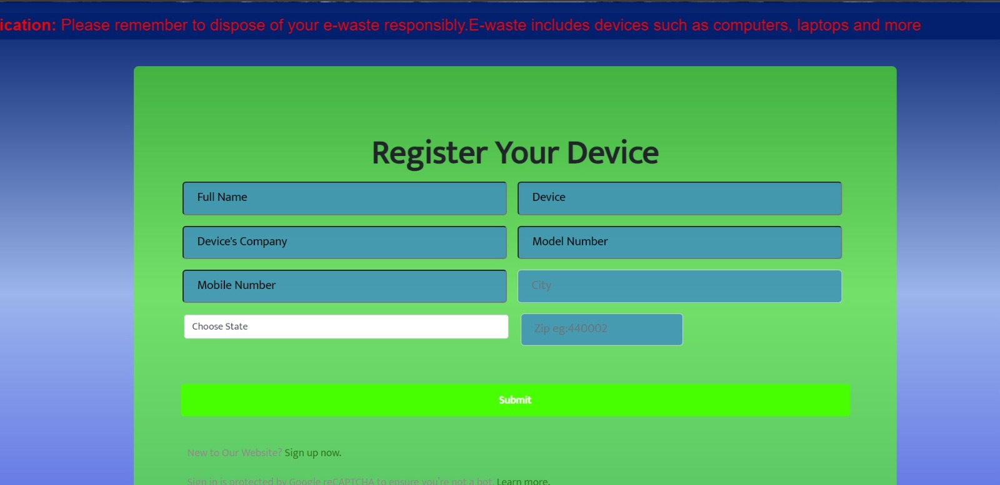 ication: Please remember to dispose of your e-waste responsibly.E-waste includes devices such as computers, laptops and more
Register Your Device
Full Name
Device
Device's Company
Model Number
Mobile Number
City
Choose State
Zip eg:440002
Submit
New to Our Website? Sign up now.
Sign in is protected by Google reCAPTCHA to ensure you're not a bot. Learn more.